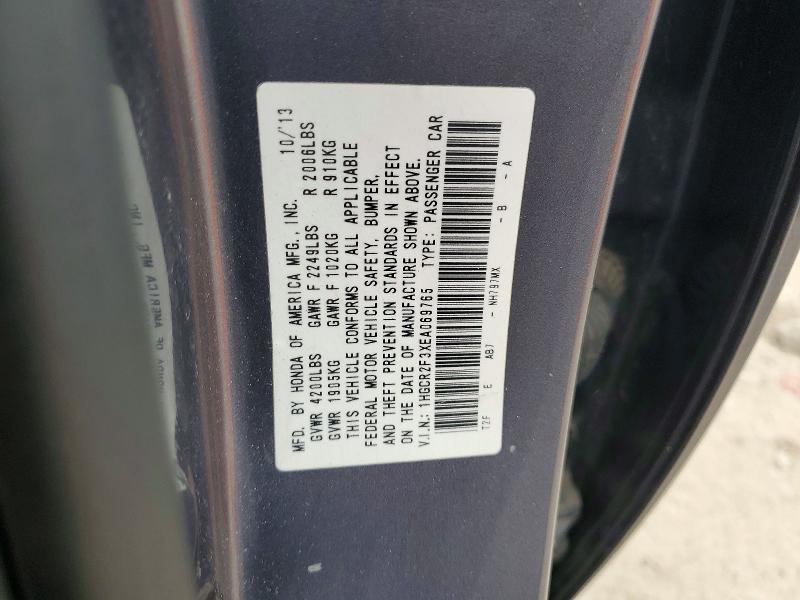 MFD. BY HONDA OF AMERICA MFG., INC. 10/'13
GVWR 4200LBS GAWR F 2249LBS R 2006LBS
GVWR 1905KG GAWR F 1020KG R 910KG
THIS VEHICLE CONFORMS TO ALL APPLICABLE
FEDERAL MOTOR VEHICLE SAFETY, BUMPER,
AND THEFT PREVENTION STANDARDS IN EFFECT
ON THE DATE OF MANUFACTURE SHOWN ABOVE.
V.I.N.: 1HGCR2F3XEA069765 TYPE: PASSENGER CAR
T2F E AB7 - NH797MX - B - A